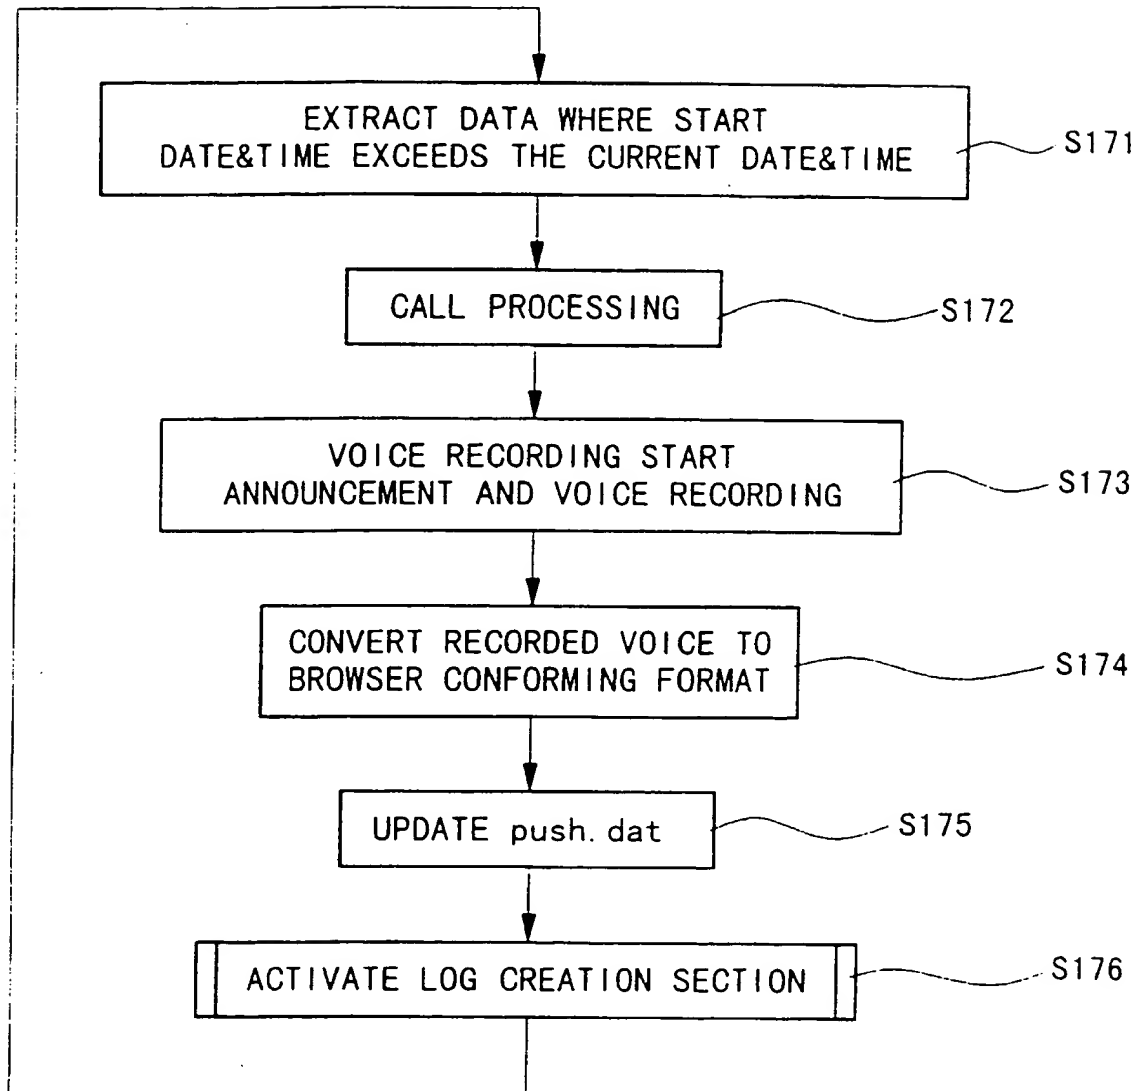 EXTRACT DATA WHERE START
DATE&TIME EXCEEDS THE CURRENT DATE&TIME
S171
CALL PROCESSING
S172
VOICE RECORDING START
ANNOUNCEMENT AND VOICE RECORDING
S173
CONVERT RECORDED VOICE TO
BROWSER CONFORMING FORMAT
S174
UPDATE push.dat
S175
ACTIVATE LOG CREATION SECTION
S176